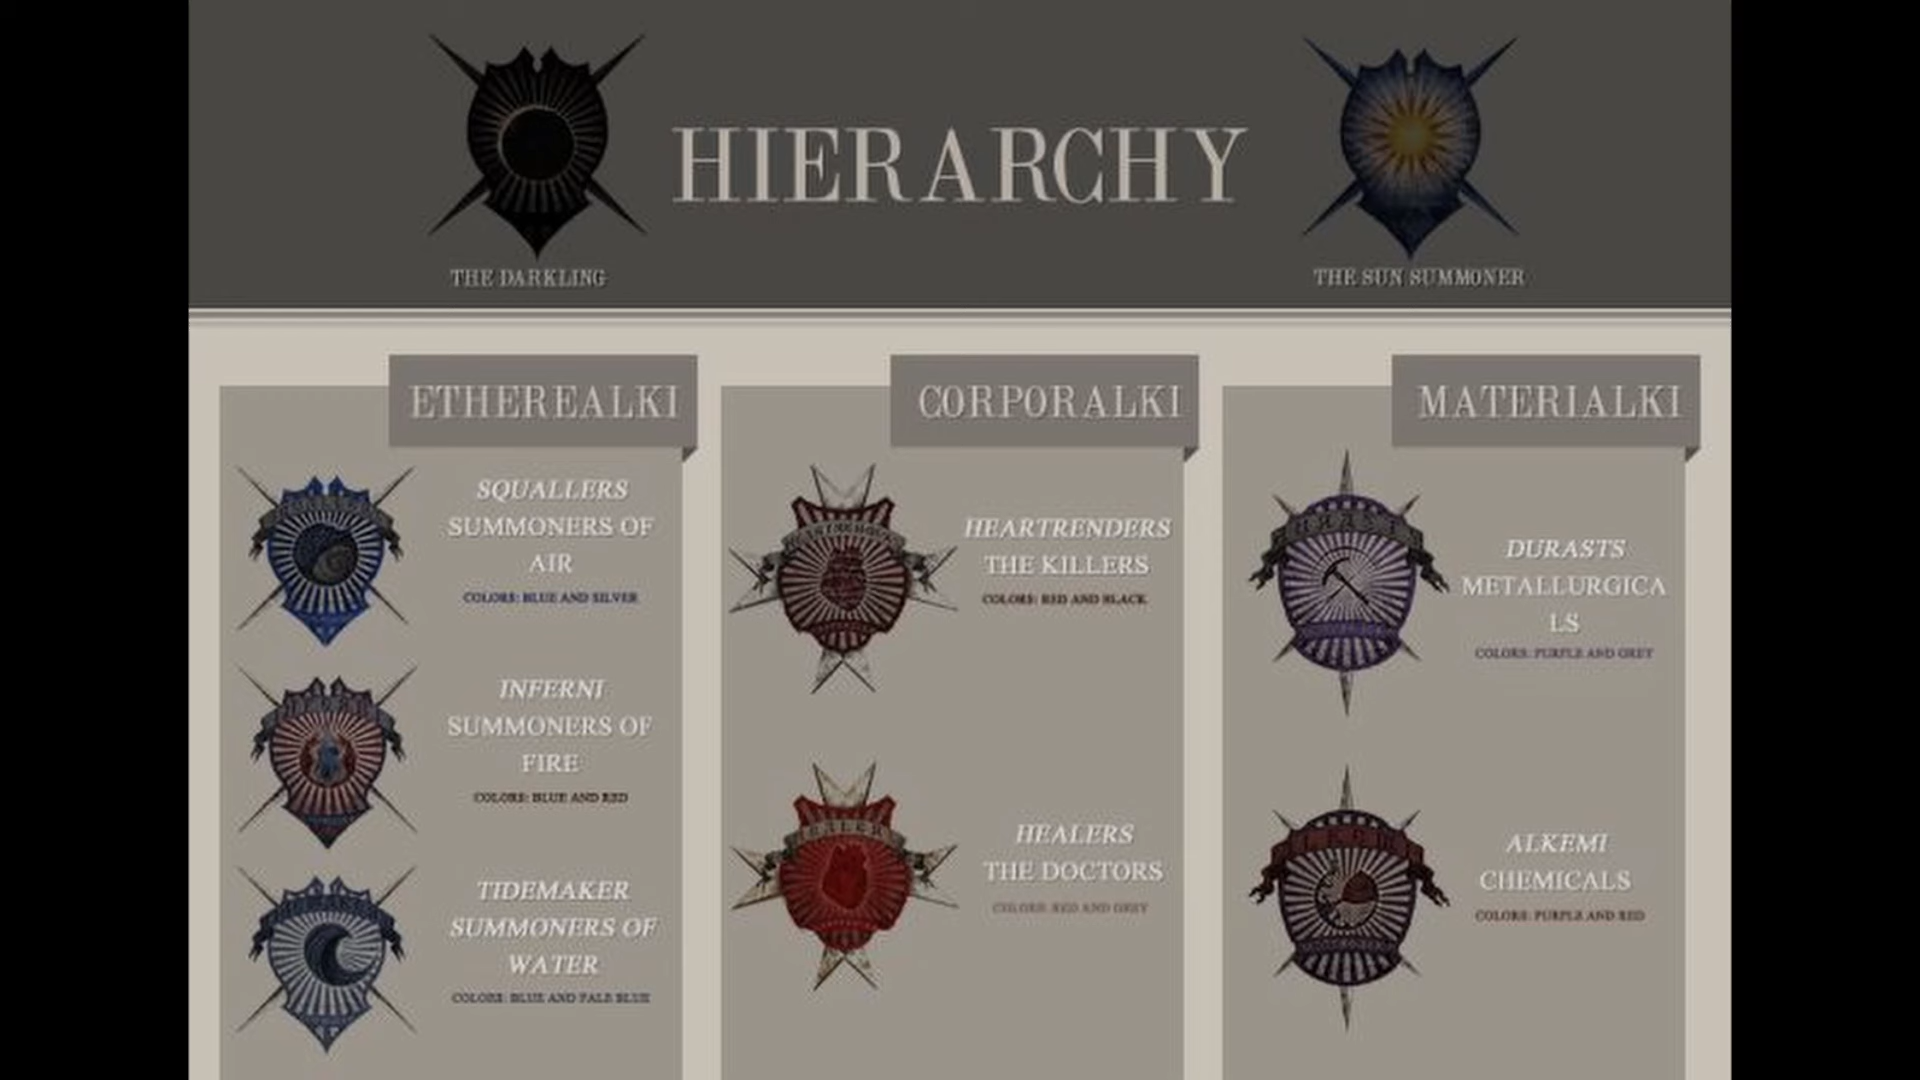 HIERARCHY
THE DARKLING
THE SUN SUMMONER
ETHEREALKI
SQUALLERS
SUMMONERS OF
AIR
COLORS: BLUE AND SILVER
INFERNI
SUMMONERS OF
FIRE
COLORS: BLUE AND RED
TIDEMAKER
SUMMONERS OF
WATER
COLORS: BLUE AND PALE BLUE
CORPORALKI
HEARTRENDERS
THE KILLERS
COLORS: RED AND BLACK
HEALER
HEALERS
THE DOCTORS
COLORS: RED AND GREY
MATERIALKI
DURASTS
METALLURGICA
LS
COLORS: PURPLE AND GREY
ALKEMI
CHEMICALS
COLORS: PURPLE AND RED